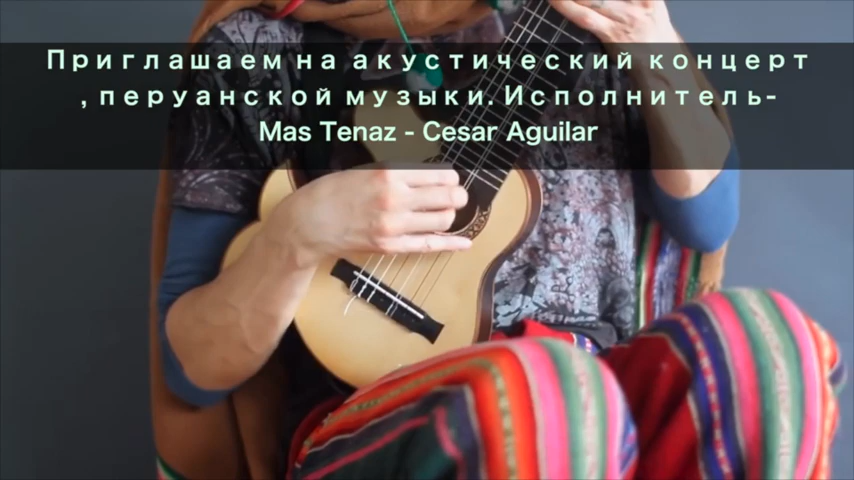 Приглашаем на акустический концерт
, перуанской музыки. Исполнитель-
Mas Tenaz - Cesar Aguilar